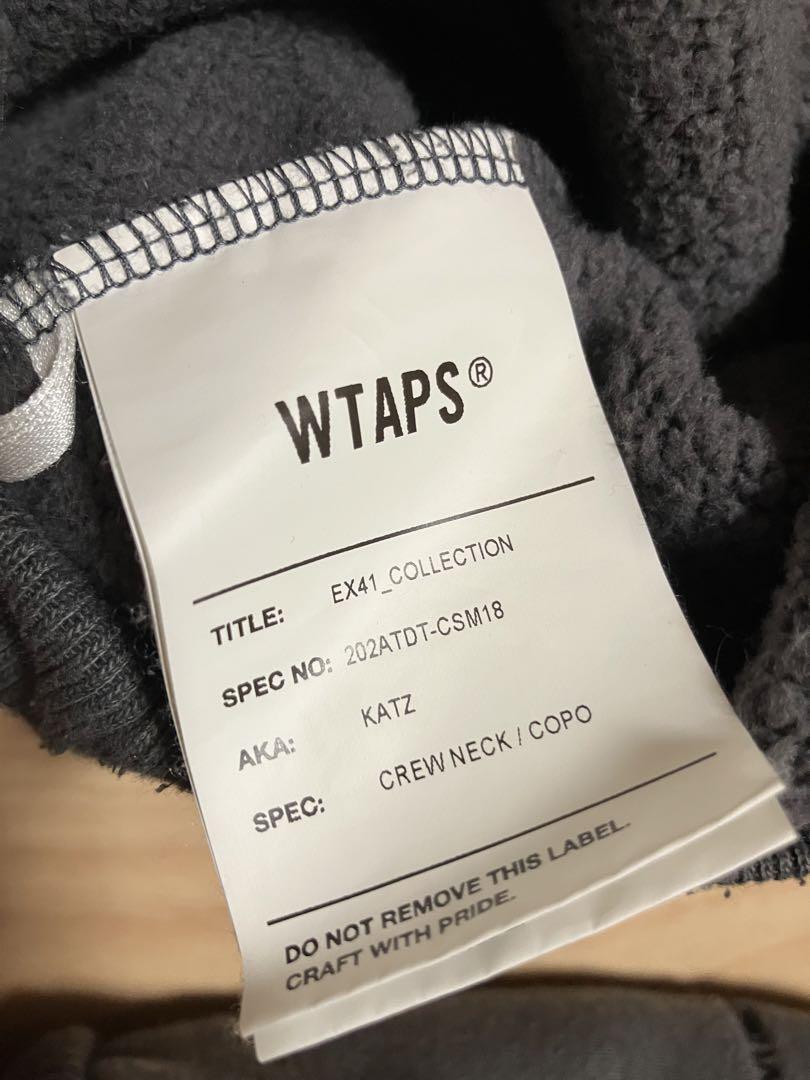 WTAPS®
TITLE: EX41_COLLECTION
SPEC NO: 202ATDT-CSM18
AKA: KATZ
SPEC: CREW NECK / COPO
DO NOT REMOVE THIS LABEL.
CRAFT WITH PRIDE.